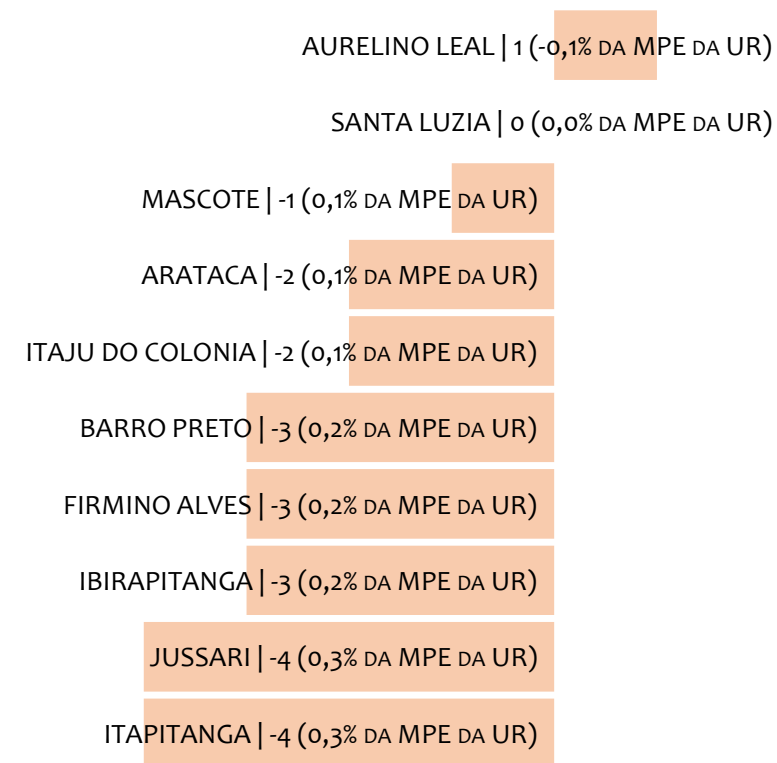 AURELINO LEAL | 1 (-0,1% DA MPE DA UR)
SANTA LUZIA | 0 (0,0% DA MPE DA UR)
MASCOTE | -1 (0,1% DA MPE DA UR)
ARATACA | -2 (0,1% DA MPE DA UR)
ITAJU DO COLONIA | -2 (0,1% DA MPE DA UR)
BARRO PRETO | -3 (0,2% DA MPE DA UR)
FIRMINO ALVES | -3 (0,2% DA MPE DA UR)
IBIRAPITANGA | -3 (0,2% DA MPE DA UR)
JUSSARI | -4 (0,3% DA MPE DA UR)
ITAPITANGA | -4 (0,3% DA MPE DA UR)